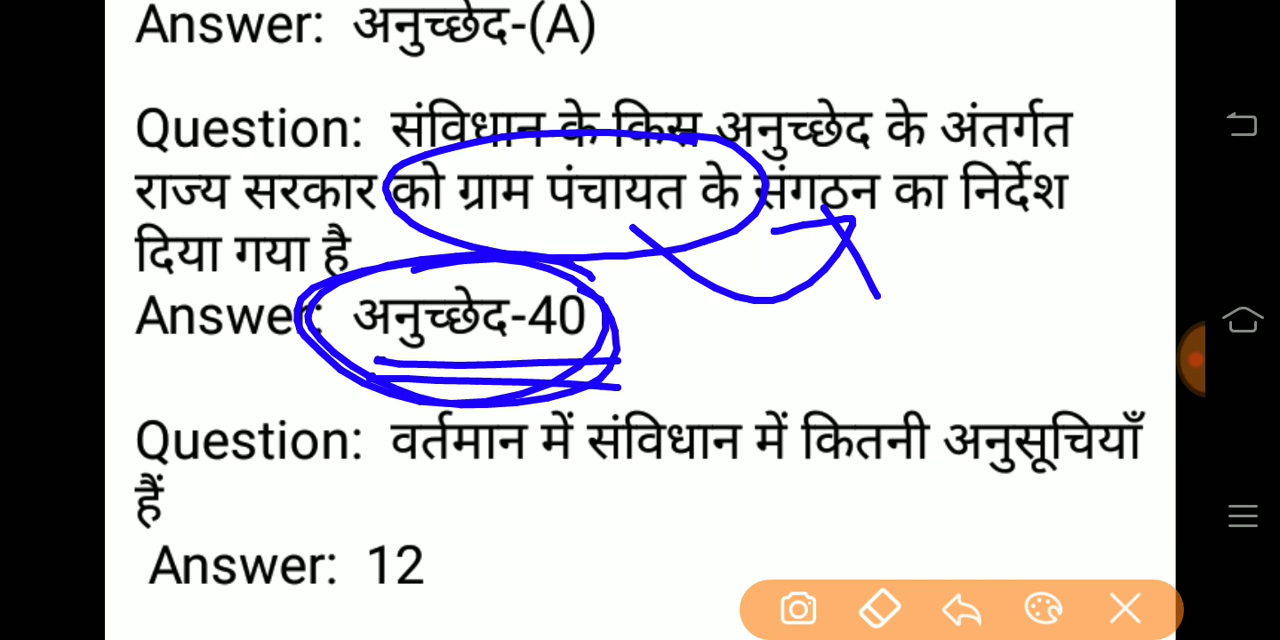 Answer: अनुच्छेद-(A)
Question: संविधान के किस अनुच्छेद के अंतर्गत
राज्य सरकार को ग्राम पंचायत के संगठन का निर्देश
दिया गया है
Answer: अनुच्छेद-40
Question: वर्तमान में संविधान में कितनी अनुसूचियाँ
हैं
Answer: 12